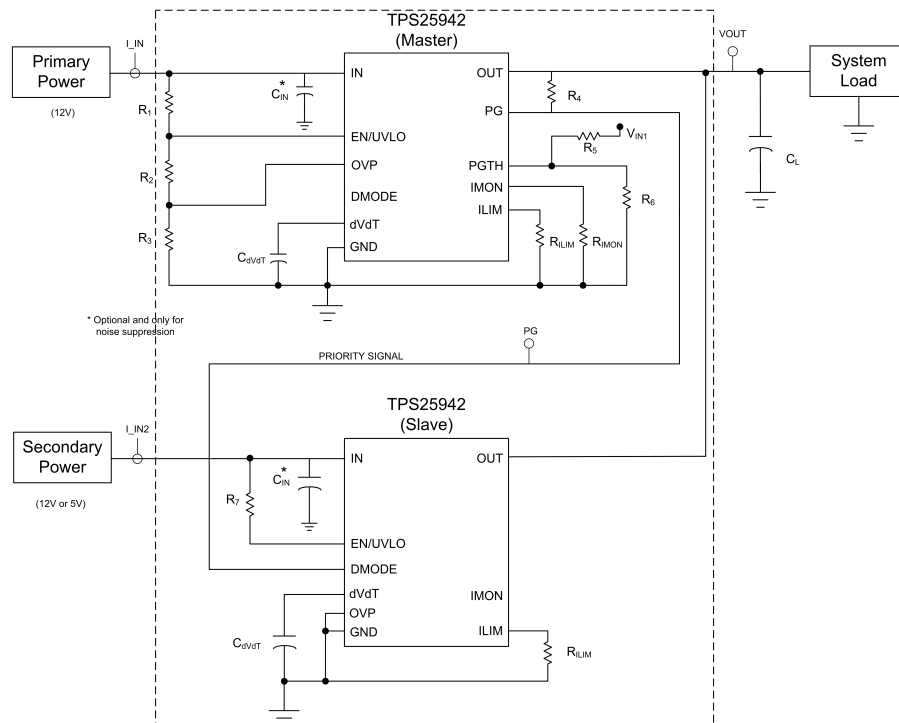 TPS25942
(Master)
I_IN
VOUT
Primary
Power
(12V)
System
Load
IN
OUT
*
CIN
R1
R4
PG
EN/UVLO
R5
VIN1
OVP
PGTH
R2
DMODE
IMON
R6
ILIM
R3
dVdT
CdVdT
GND
RILIM
RIMON
CL
* Optional and only for
noise suppression
PG
PRIORITY SIGNAL
TPS25942
(Slave)
I_IN2
Secondary
Power
(12V or 5V)
IN
OUT
*
CIN
R7
EN/UVLO
DMODE
dVdT
IMON
OVP
GND
ILIM
CdVdT
RILIM